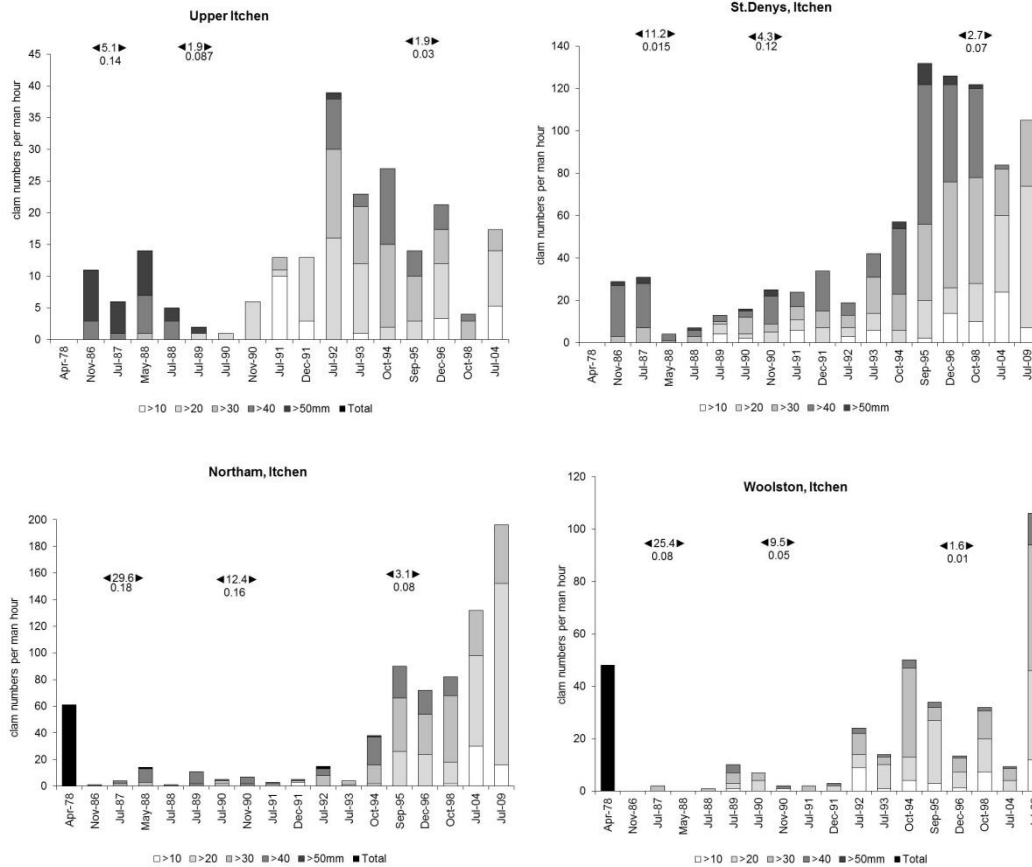 Upper Itchen
◄5.1►
0.14
◄1.9►
0.087
◄1.9►
0.03
clam numbers per man hour
45
40
35
30
25
20
15
10
5
0
Apr-78
Nov-86
Jul-87
May-88
Jul-88
Jul-89
Jul-90
Nov-90
Jul-91
Dec-91
Jul-92
Jul-93
Oct-94
Sep-95
Dec-96
Oct-98
Jul-04
□>10 □>20 ■>30 ■>40 ■>50mm ■Total
St.Denys, Itchen
◄11.2►
0.015
◄4.3►
0.12
◄2.7►
0.07
clam numbers per man hour
140
120
100
80
60
40
20
0
Apr-78
Nov-86
Jul-87
May-88
Jul-88
Jul-89
Jul-90
Nov-90
Jul-91
Dec-91
Jul-92
Jul-93
Oct-94
Sep-95
Dec-96
Oct-98
Jul-04
Jul-09
□>10 □>20 ■>30 ■>40 ■>50mm
Northam, Itchen
◄29.6►
0.18
◄12.4►
0.16
◄3.1►
0.08
clam numbers per man hour
200
180
160
140
120
100
80
60
40
20
0
Apr-78
Nov-86
Jul-87
May-88
Jul-88
Jul-89
Jul-90
Nov-90
Jul-91
Dec-91
Jul-92
Jul-93
Oct-94
Sep-95
Dec-96
Oct-98
Jul-04
Jul-09
□>10 □>20 ■>30 ■>40 ■>50mm ■Total
Woolston, Itchen
◄25.4►
0.08
◄9.5►
0.05
◄1.6►
0.01
clam numbers per man hour
120
100
80
60
40
20
0
Apr-78
Nov-86
Jul-87
May-88
Jul-88
Jul-89
Jul-90
Nov-90
Jul-91
Dec-91
Jul-92
Jul-93
Oct-94
Sep-95
Dec-96
Oct-98
Jul-04
□>10 □>20 ■>30 ■>40 ■>50mm ■Total